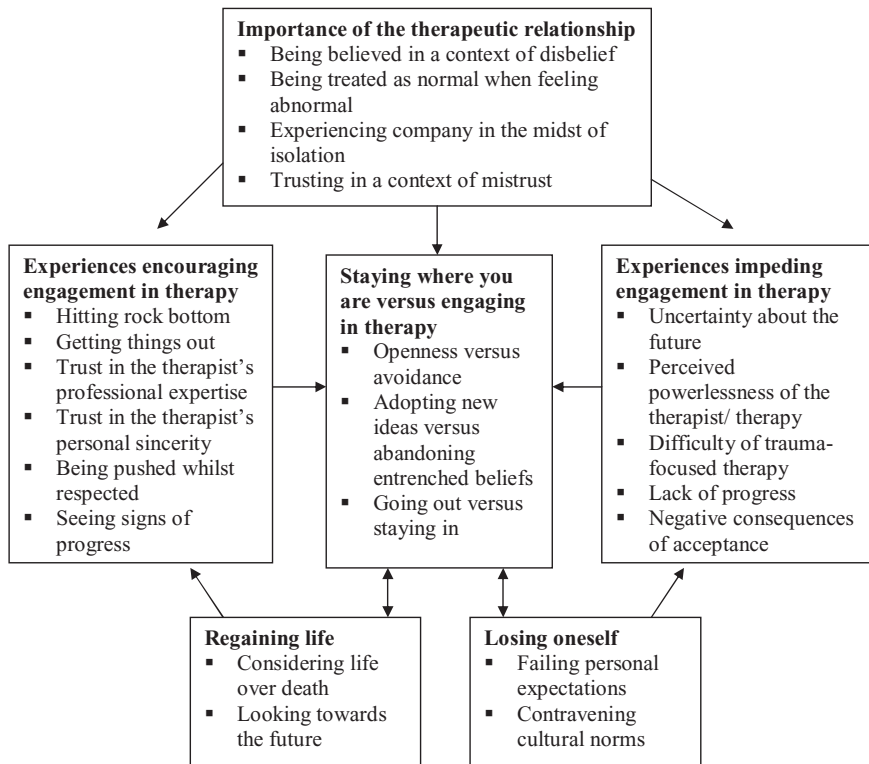 Importance of the therapeutic relationship
▪ Being believed in a context of disbelief
▪ Being treated as normal when feeling
abnormal
▪ Experiencing company in the midst of
isolation
▪ Trusting in a context of mistrust
Experiences encouraging
engagement in therapy
▪ Hitting rock bottom
▪ Getting things out
▪ Trust in the therapist’s
professional expertise
▪ Trust in the therapist’s
personal sincerity
▪ Being pushed whilst
respected
▪ Seeing signs of
progress
Staying where you
are versus engaging
in therapy
▪ Openness versus
avoidance
▪ Adopting new
ideas versus
abandoning
entrenched beliefs
▪ Going out versus
staying in
Experiences impeding
engagement in therapy
▪ Uncertainty about the
future
▪ Perceived
powerlessness of the
therapist/ therapy
▪ Difficulty of trauma-
focused therapy
▪ Lack of progress
▪ Negative consequences
of acceptance
Regaining life
▪ Considering life
over death
▪ Looking towards
the future
Losing oneself
▪ Failing personal
expectations
▪ Contravening
cultural norms